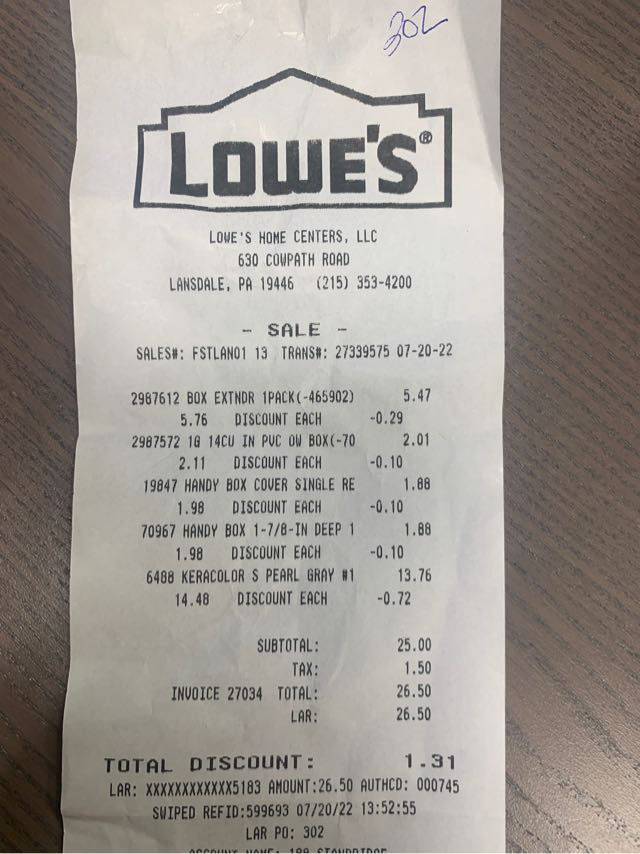 302
LOWE'S®
LOWE'S HOME CENTERS, LLC
630 COWPATH ROAD
LANSDALE, PA 19446 (215) 353-4200
- SALE -
SALES#: FSTLAN01 13 TRANS#: 27339575 07-20-22
2987612 BOX EXTNDR 1PACK(-465902) 5.47
5.76 DISCOUNT EACH -0.29
2987572 1G 14CU IN PVC OW BOX(-70 2.01
2.11 DISCOUNT EACH -0.10
19847 HANDY BOX COVER SINGLE RE 1.88
1.98 DISCOUNT EACH -0.10
70967 HANDY BOX 1-7/8-IN DEEP 1 1.88
1.98 DISCOUNT EACH -0.10
6488 KERACOLOR S PEARL GRAY #1 13.76
14.48 DISCOUNT EACH -0.72
SUBTOTAL: 25.00
TAX: 1.50
INVOICE 27034 TOTAL: 26.50
LAR: 26.50
TOTAL DISCOUNT: 1.31
LAR: XXXXXXXXXXXX5183 AMOUNT:26.50 AUTHCD: 000745
SWIPED REFID:599693 07/20/22 13:52:55
LAR PO: 302
ACCOUNT NAME: